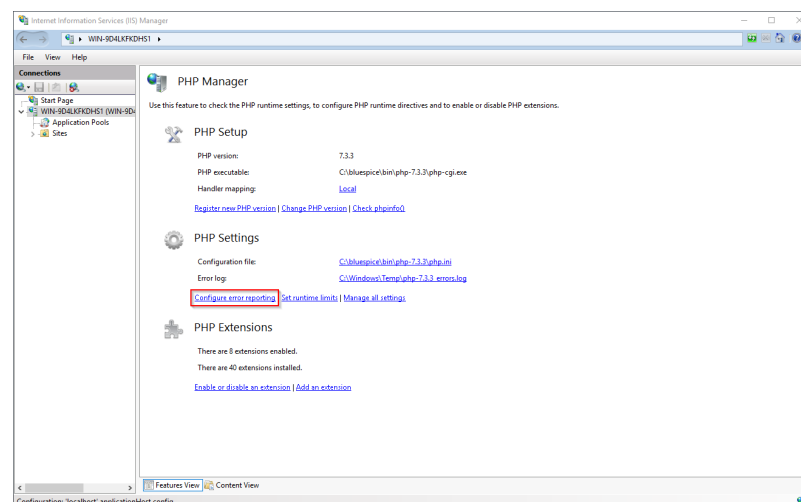 Internet Information Services (IIS) Manager
WIN-9D4LKFKDHS1
File View Help
Connections
Start Page
WIN-9D4LKFKDHS1 (WIN-9D4
Application Pools
Sites
PHP Manager
Use this feature to check the PHP runtime settings, to configure PHP runtime directives and to enable or disable PHP extensions.
PHP Setup
PHP version: 7.3.3
PHP executable: C:\bluespice\bin\php-7.3.3\php-cgi.exe
Handler mapping: Local
Register new PHP version | Change PHP version | Check phpinfo()
PHP Settings
Configuration file: C:\bluespice\bin\php-7.3.3\php.ini
Error log: C:\Windows\Temp\php-7.3.3_errors.log
Configure error reporting | Set runtime limits | Manage all settings
PHP Extensions
There are 8 extensions enabled.
There are 40 extensions installed.
Enable or disable an extension | Add an extension
Features View Content View
Configuration: 'localhost' applicationHost.config